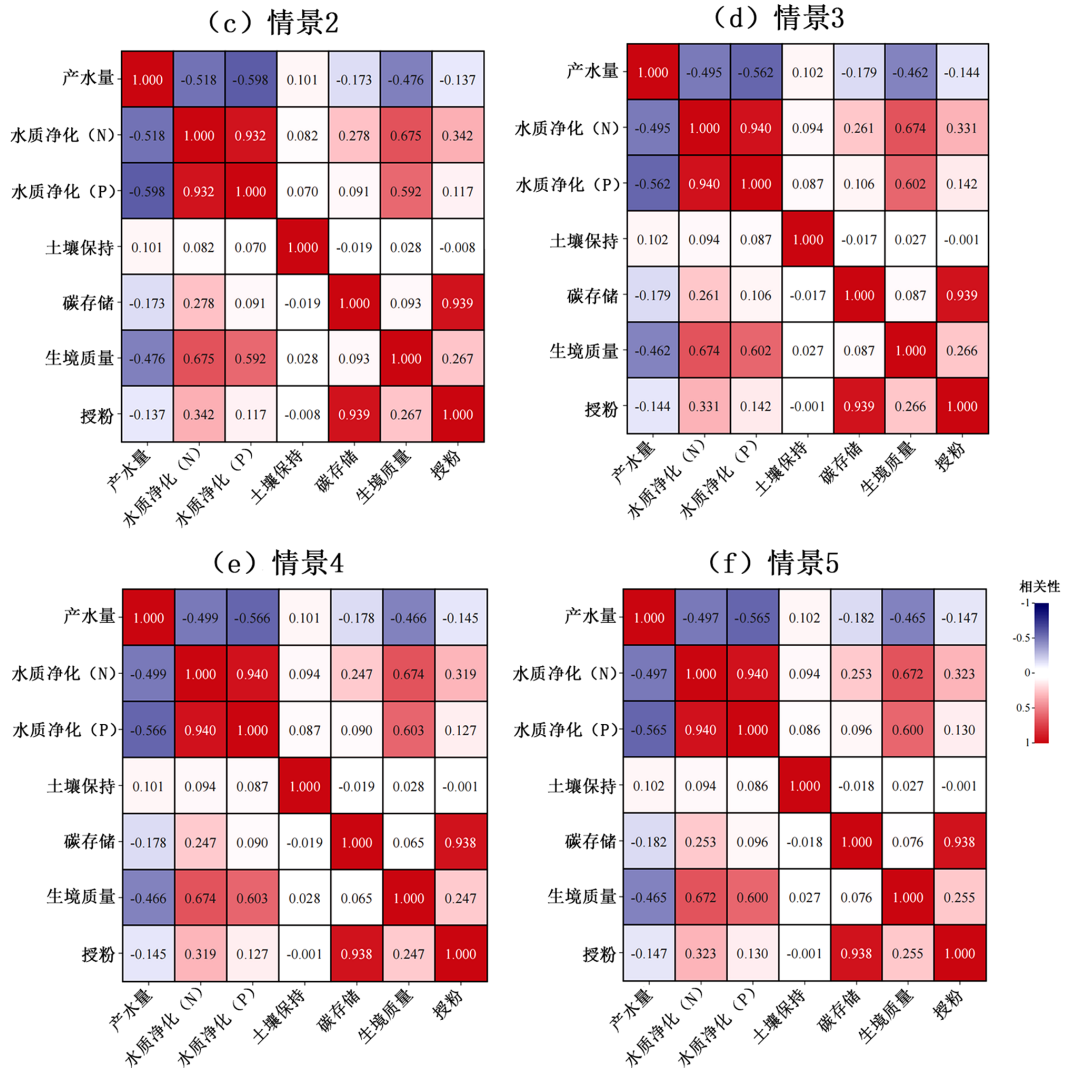 （c）情景2
产水量 1.000 -0.518 -0.598 0.101 -0.173 -0.476 -0.137
水质净化（N） -0.518 1.000 0.932 0.082 0.278 0.675 0.342
水质净化（P） -0.598 0.932 1.000 0.070 0.091 0.592 0.117
土壤保持 0.101 0.082 0.070 1.000 -0.019 0.028 -0.008
碳存储 -0.173 0.278 0.091 -0.019 1.000 0.093 0.939
生境质量 -0.476 0.675 0.592 0.028 0.093 1.000 0.267
授粉 -0.137 0.342 0.117 -0.008 0.939 0.267 1.000
产水量
水质净化（N）
水质净化（P）
土壤保持
碳存储
生境质量
授粉
（d）情景3
产水量 1.000 -0.495 -0.562 0.102 -0.179 -0.462 -0.144
水质净化（N） -0.495 1.000 0.940 0.094 0.261 0.674 0.331
水质净化（P） -0.562 0.940 1.000 0.087 0.106 0.602 0.142
土壤保持 0.102 0.094 0.087 1.000 -0.017 0.027 -0.001
碳存储 -0.179 0.261 0.106 -0.017 1.000 0.087 0.939
生境质量 -0.462 0.674 0.602 0.027 0.087 1.000 0.266
授粉 -0.144 0.331 0.142 -0.001 0.939 0.266 1.000
产水量
水质净化（N）
水质净化（P）
土壤保持
碳存储
生境质量
授粉
（e）情景4
产水量 1.000 -0.499 -0.566 0.101 -0.178 -0.466 -0.145
水质净化（N） -0.499 1.000 0.940 0.094 0.247 0.674 0.319
水质净化（P） -0.566 0.940 1.000 0.087 0.090 0.603 0.127
土壤保持 0.101 0.094 0.087 1.000 -0.019 0.028 -0.001
碳存储 -0.178 0.247 0.090 -0.019 1.000 0.065 0.938
生境质量 -0.466 0.674 0.603 0.028 0.065 1.000 0.247
授粉 -0.145 0.319 0.127 -0.001 0.938 0.247 1.000
产水量
水质净化（N）
水质净化（P）
土壤保持
碳存储
生境质量
授粉
（f）情景5
产水量 1.000 -0.497 -0.565 0.102 -0.182 -0.465 -0.147
水质净化（N） -0.497 1.000 0.940 0.094 0.253 0.672 0.323
水质净化（P） -0.565 0.940 1.000 0.086 0.096 0.600 0.130
土壤保持 0.102 0.094 0.086 1.000 -0.018 0.027 -0.001
碳存储 -0.182 0.253 0.096 -0.018 1.000 0.076 0.938
生境质量 -0.465 0.672 0.600 0.027 0.076 1.000 0.255
授粉 -0.147 0.323 0.130 -0.001 0.938 0.255 1.000
产水量
水质净化（N）
水质净化（P）
土壤保持
碳存储
生境质量
授粉
相关性
-1
-0.5
0
0.5
1